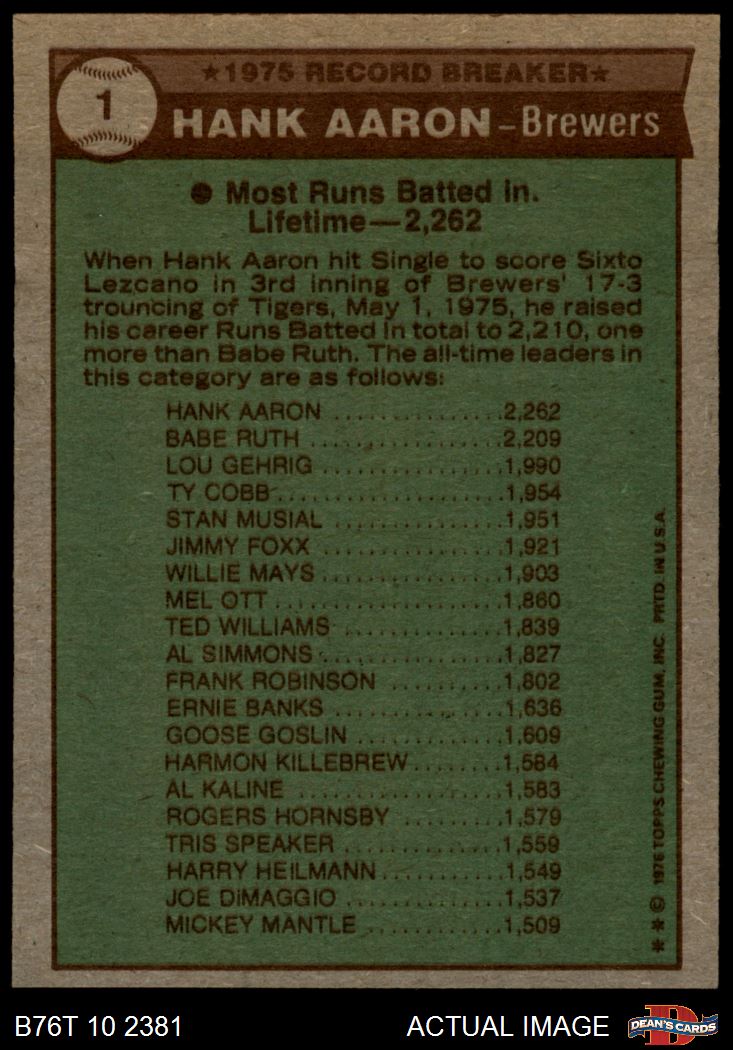 1
★1975 RECORD BREAKER★
HANK AARON – Brewers
● Most Runs Batted In.
Lifetime—2,262
When Hank Aaron hit Single to score Sixto
Lezcano in 3rd inning of Brewers' 17-3
trouncing of Tigers, May 1, 1975, he raised
his career Runs Batted In total to 2,210, one
more than Babe Ruth. The all-time leaders in
this category are as follows:
HANK AARON ................2,262
BABE RUTH ..................2,209
LOU GEHRIG .................1,990
TY COBB.....................1,954
STAN MUSIAL ...............1,951
JIMMY FOXX ................1,921
WILLIE MAYS ................1,903
MEL OTT .....................1,860
TED WILLIAMS ..............1,839
AL SIMMONS ................1,827
FRANK ROBINSON ..........1,802
ERNIE BANKS ...............1,636
GOOSE GOSLIN .............1,609
HARMON KILLEBREW........1,584
AL KALINE ..................1,583
ROGERS HORNSBY ..........1,579
TRIS SPEAKER ..............1,559
HARRY HEILMANN...........1,549
JOE DiMAGGIO .............1,537
MICKEY MANTLE ............1,509
** © 1976 TOPPS CHEWING GUM, INC. PRTD. IN U.S.A.
B76T 10 2381
ACTUAL IMAGE
D
DEAN'S CARDS